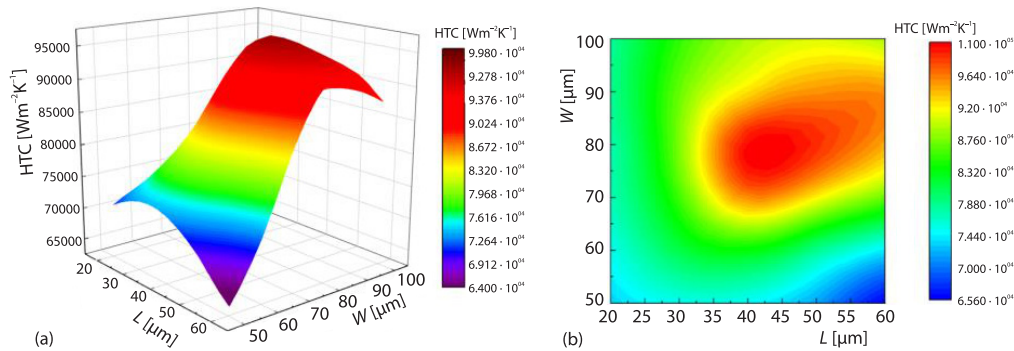 (a)
HTC [Wm⁻²K⁻¹]
95000
90000
85000
80000
75000
70000
65000
20
30
40
50
60
L [μm]
50
60
70
80
90
100
W [μm]
HTC [Wm⁻²K⁻¹]
9.980 · 10⁰⁴
9.278 · 10⁰⁴
9.376 · 10⁰⁴
9.024 · 10⁰⁴
8.672 · 10⁰⁴
8.320 · 10⁰⁴
7.968 · 10⁰⁴
7.616 · 10⁰⁴
7.264 · 10⁰⁴
6.912 · 10⁰⁴
6.400 · 10⁰⁴
(b)
W [μm]
100
90
80
70
60
50
20 25 30 35 40 45 50 55 60
L [μm]
HTC [Wm⁻²K⁻¹]
1.100 · 10⁰⁵
9.640 · 10⁰⁴
9.20 · 10⁰⁴
8.760 · 10⁰⁴
8.320 · 10⁰⁴
7.880 · 10⁰⁴
7.440 · 10⁰⁴
7.000 · 10⁰⁴
6.560 · 10⁰⁴